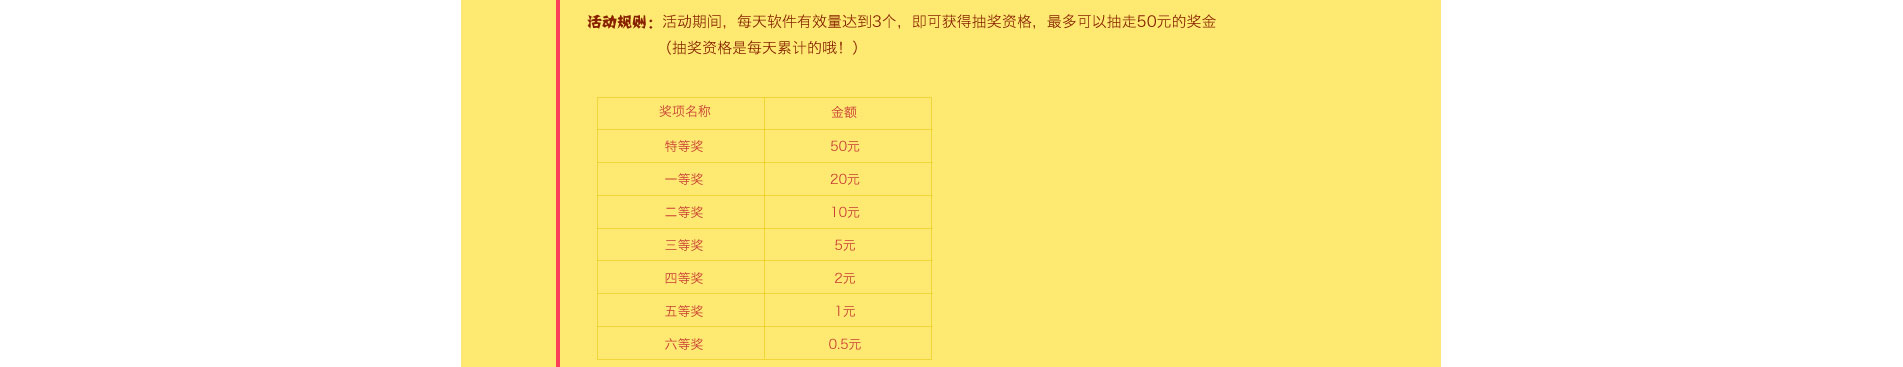 活动规则：活动期间，每天软件有效量达到3个，即可获得抽奖资格，最多可以抽走50元的奖金
（抽奖资格是每天累计的哦！）
奖项名称 金额
特等奖 50元
一等奖 20元
二等奖 10元
三等奖 5元
四等奖 2元
五等奖 1元
六等奖 0.5元